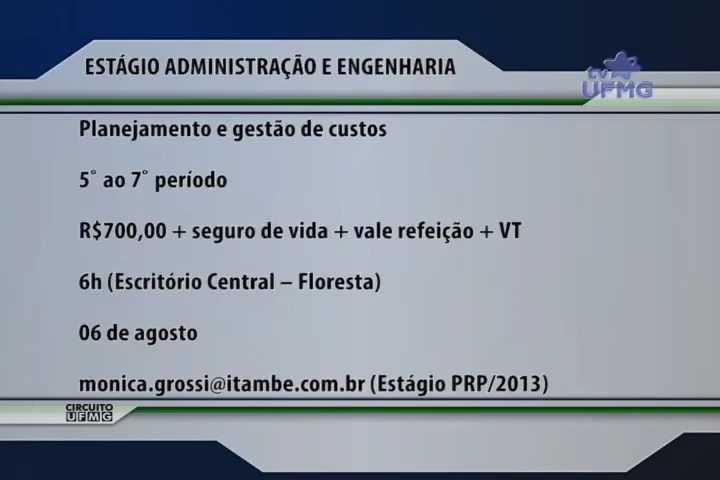 ESTÁGIO ADMINISTRAÇÃO E ENGENHARIA
tv
UFMG
Planejamento e gestão de custos
5° ao 7° período
R$700,00 + seguro de vida + vale refeição + VT
6h (Escritório Central – Floresta)
06 de agosto
monica.grossi@itambe.com.br (Estágio PRP/2013)
CIRCUITO
UFMG